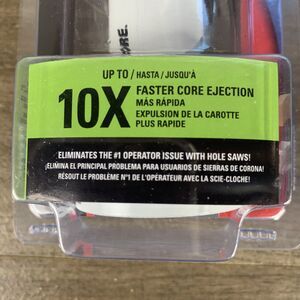 ORE.
UP TO / HASTA / JUSQU'À
10X
FASTER CORE EJECTION
MÁS RÁPIDA
EXPULSION DE LA CAROTTE
PLUS RAPIDE
ELIMINATES THE #1 OPERATOR ISSUE WITH HOLE SAWS!
¡ELIMINA EL PRINCIPAL PROBLEMA PARA USUARIOS DE SIERRAS DE CORONA!
RÉSOUT LE PROBLÈME N°1 DE L'OPÉRATEUR AVEC LA SCIE-CLOCHE!